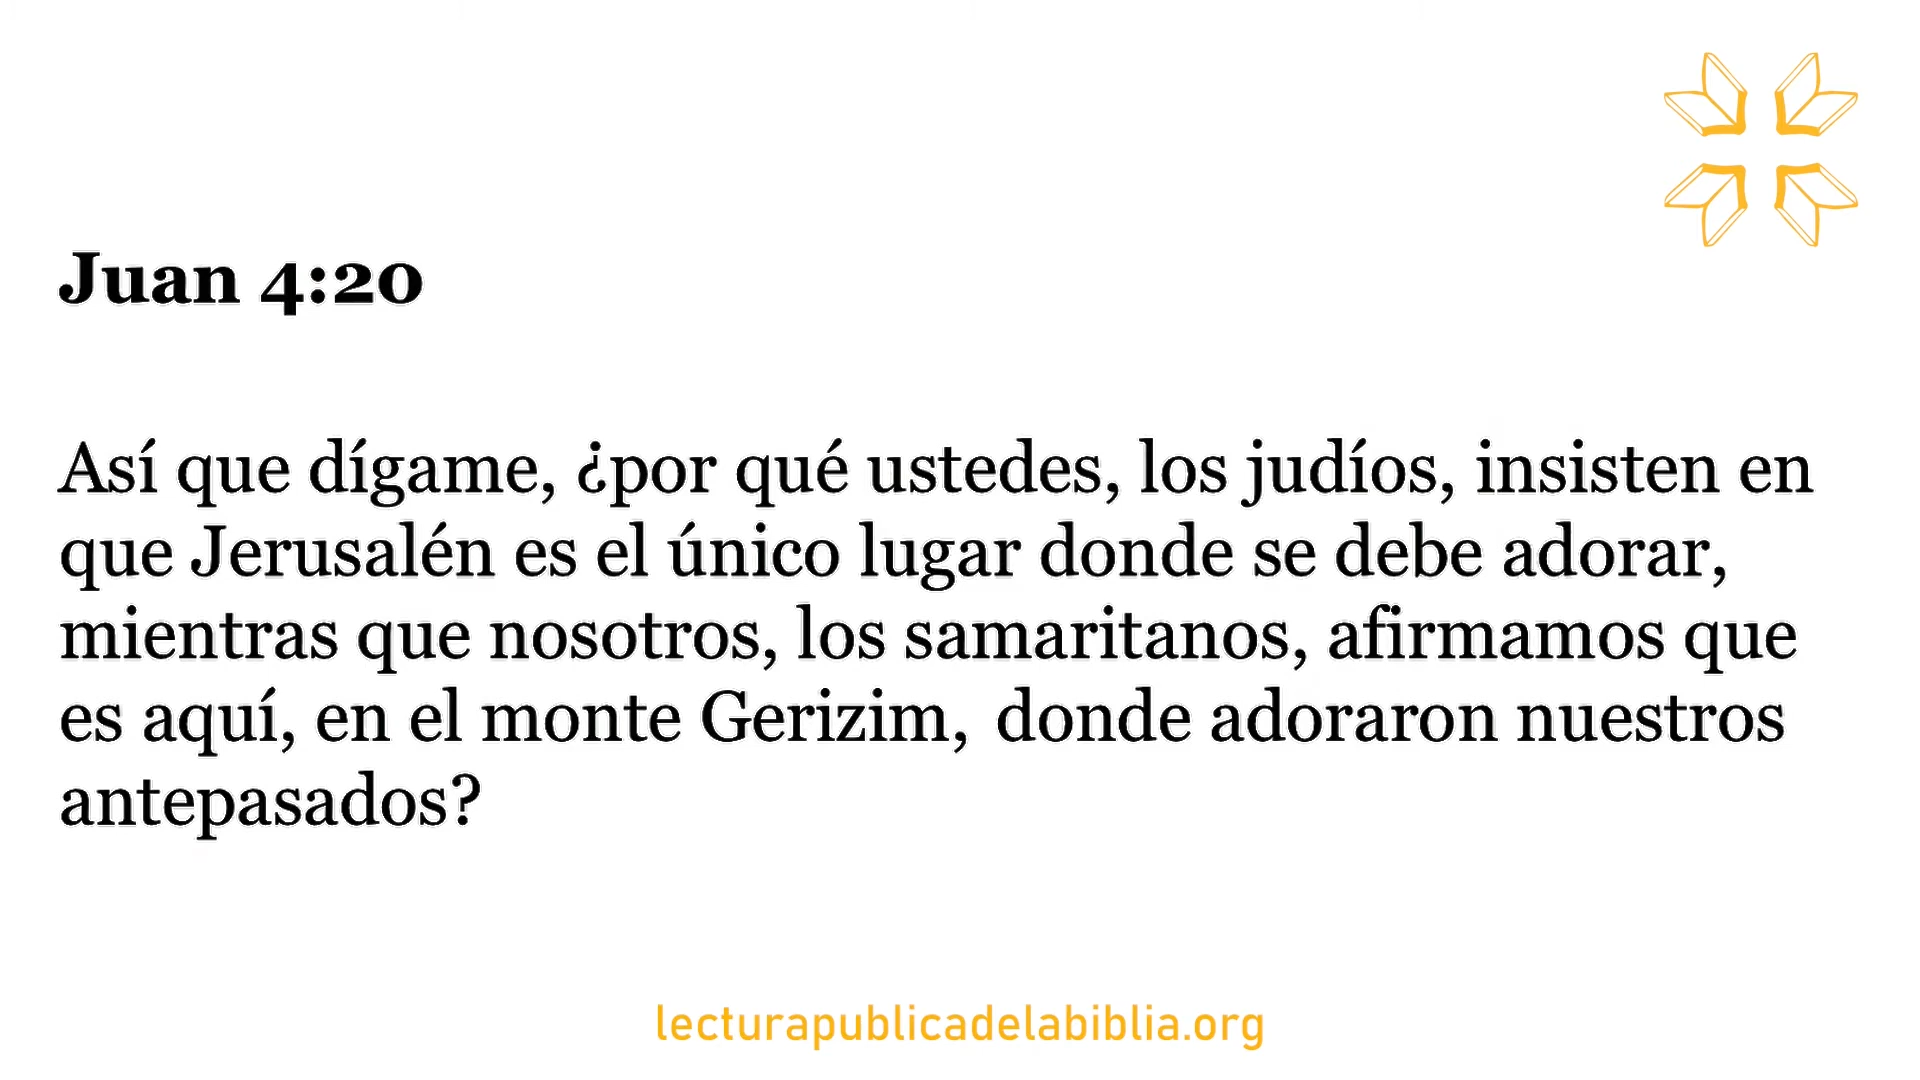 Juan 4:20
Así que dígame, ¿por qué ustedes, los judíos, insisten en
que Jerusalén es el único lugar donde se debe adorar,
mientras que nosotros, los samaritanos, afirmamos que
es aquí, en el monte Gerizim, donde adoraron nuestros
antepasados?
lecturapublicadelabiblia.org